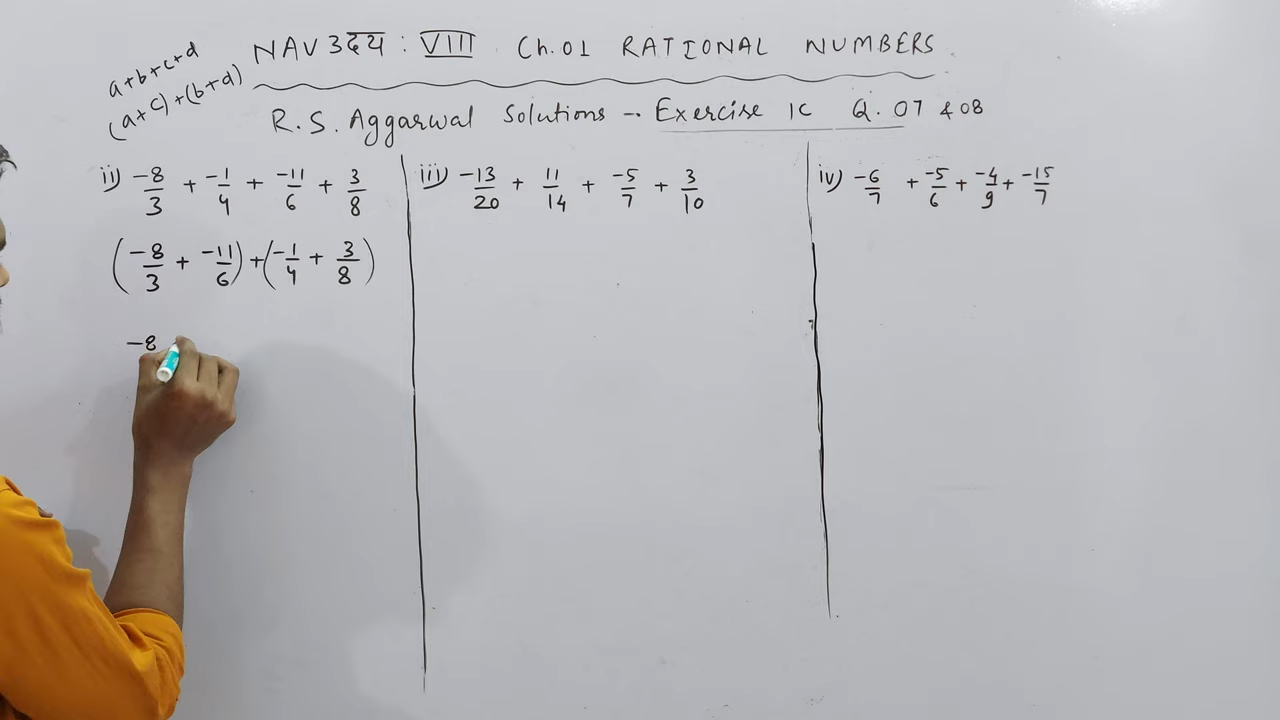 NAV उदय : VIII Ch.01 RATIONAL NUMBERS
a+b+c+d
(a+c)+(b+d)
R.S. Aggarwal Solutions -- Exercise 1C Q. 07 & 08
ii) -8/3 + -1/4 + -11/6 + 3/8
(-8/3 + -11/6) + (-1/4 + 3/8)
-8
iii) -13/20 + 11/14 + -5/7 + 3/10
iv) -6/7 + -5/6 + -4/9 + -15/7